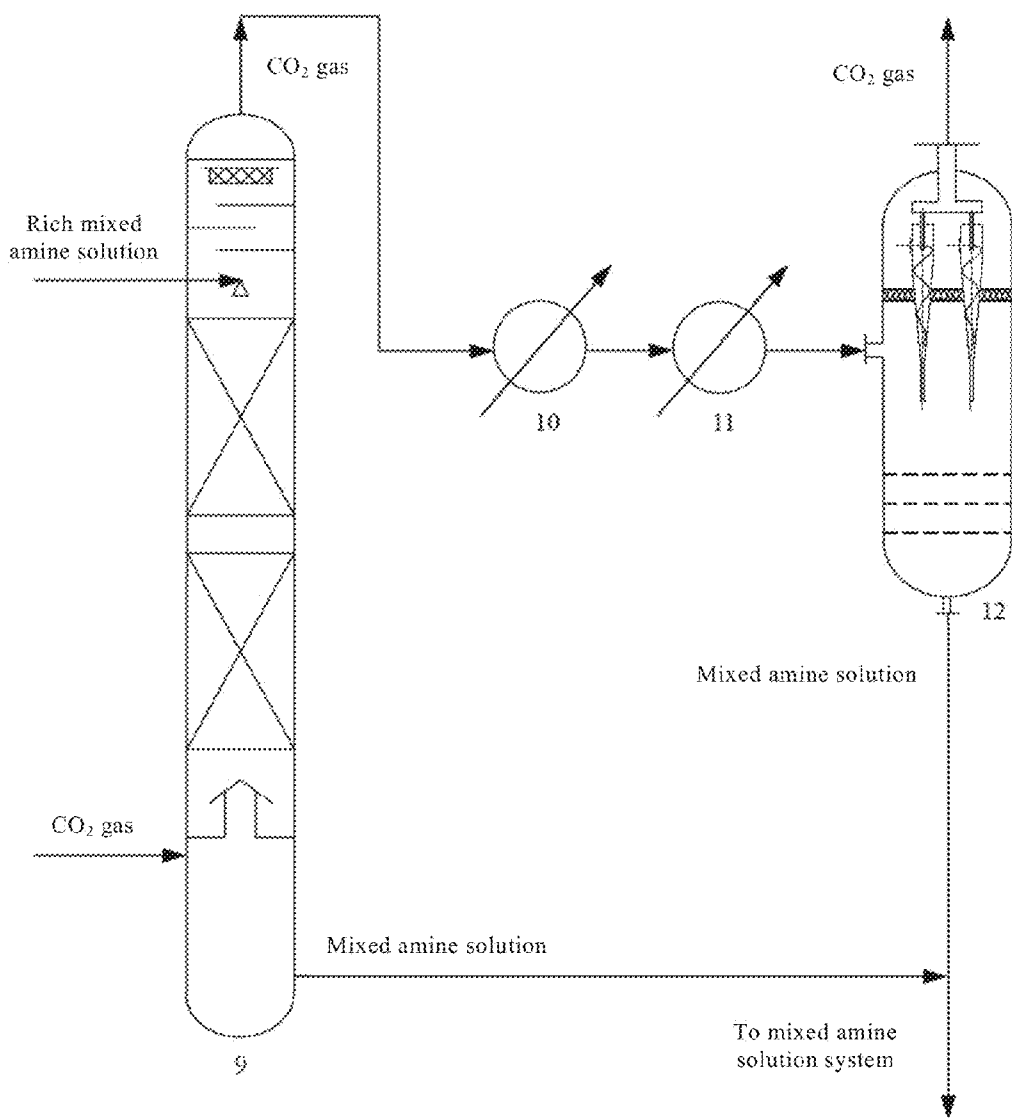 CO₂ gas
CO₂ gas
Rich mixed
amine solution
10
11
12
Mixed amine solution
CO₂ gas
Mixed amine solution
To mixed amine
solution system
9